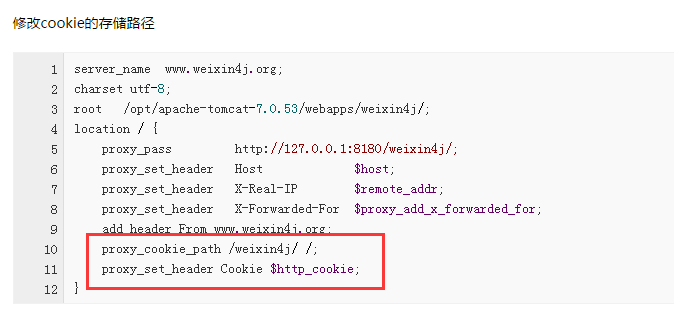 修改cookie的存储路径
1 server_name  www.weixin4j.org;
2 charset utf-8;
3 root   /opt/apache-tomcat-7.0.53/webapps/weixin4j/;
4 location / {
5     proxy_pass         http://127.0.0.1:8180/weixin4j/;
6     proxy_set_header   Host             $host;
7     proxy_set_header   X-Real-IP        $remote_addr;
8     proxy_set_header   X-Forwarded-For  $proxy_add_x_forwarded_for;
9     add_header From www.weixin4j.org;
10     proxy_cookie_path /weixin4j/ /;
11     proxy_set_header Cookie $http_cookie;
12 }